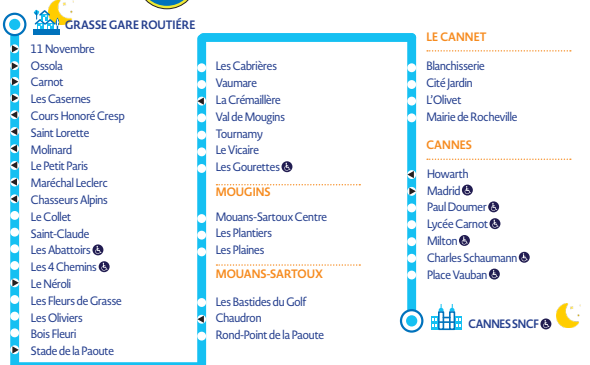 GRASSE GARE ROUTIÉRE
11 Novembre
Ossola
Carnot
Les Casernes
Cours Honoré Cresp
Saint Lorette
Molinard
Le Petit Paris
Maréchal Leclerc
Chasseurs Alpins
Le Collet
Saint-Claude
Les Abattoirs
Les 4 Chemins
Le Néroli
Les Fleurs de Grasse
Les Oliviers
Bois Fleuri
Stade de la Paoute
Les Cabrières
Vaumare
La Crémaillère
Val de Mougins
Tournamy
Le Vicaire
Les Gourettes
MOUGINS
Mouans-Sartoux Centre
Les Plantiers
Les Plaines
MOUANS-SARTOUX
Les Bastides du Golf
Chaudron
Rond-Point de la Paoute
LE CANNET
Blanchisserie
Cité Jardin
L'Olivet
Mairie de Rocheville
CANNES
Howarth
Madrid
Paul Doumer
Lycée Carnot
Milton
Charles Schaumann
Place Vauban
CANNES SNCF